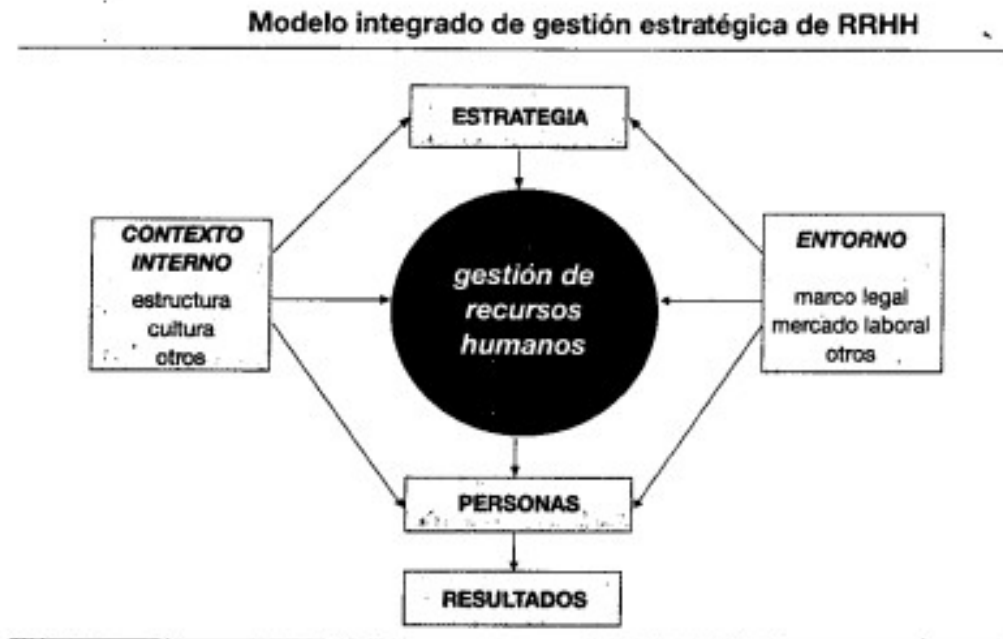 Modelo integrado de gestión estratégica de RRHH
ESTRATEGIA
CONTEXTO
INTERNO
estructura
cultura
otros
gestión de
recursos
humanos
ENTORNO
marco legal
mercado laboral
otros
PERSONAS
RESULTADOS